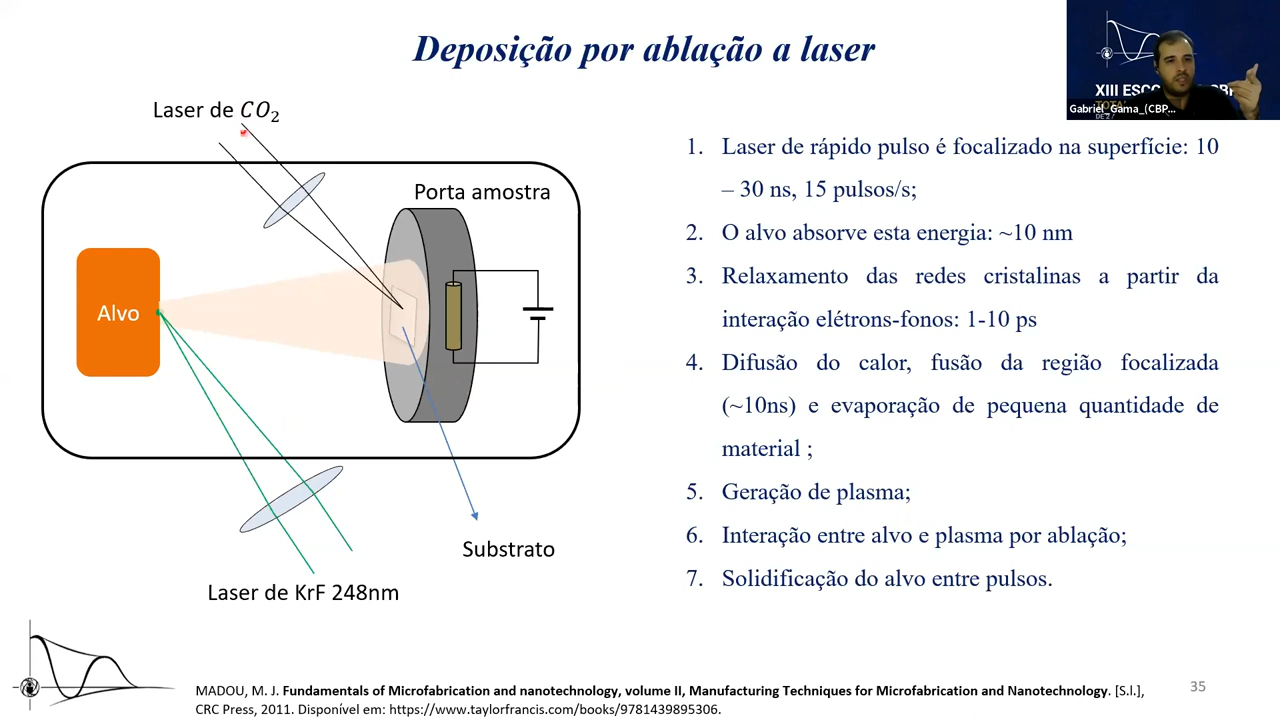 Deposição por ablação a laser
XIII ESCO
CB
TOTA
DE 2
Gabriel_Gama_(CBP...
Laser de CO₂
Porta amostra
Alvo
Substrato
Laser de KrF 248nm
1. Laser de rápido pulso é focalizado na superfície: 10
– 30 ns, 15 pulsos/s;
2. O alvo absorve esta energia: ~10 nm
3. Relaxamento das redes cristalinas a partir da
interação elétrons-fonos: 1-10 ps
4. Difusão do calor, fusão da região focalizada
(~10ns) e evaporação de pequena quantidade de
material ;
5. Geração de plasma;
6. Interação entre alvo e plasma por ablação;
7. Solidificação do alvo entre pulsos.
MADOU, M. J. Fundamentals of Microfabrication and nanotechnology, volume II, Manufacturing Techniques for Microfabrication and Nanotechnology. [S.l.],
CRC Press, 2011. Disponível em: https://www.taylorfrancis.com/books/9781439895306.
35